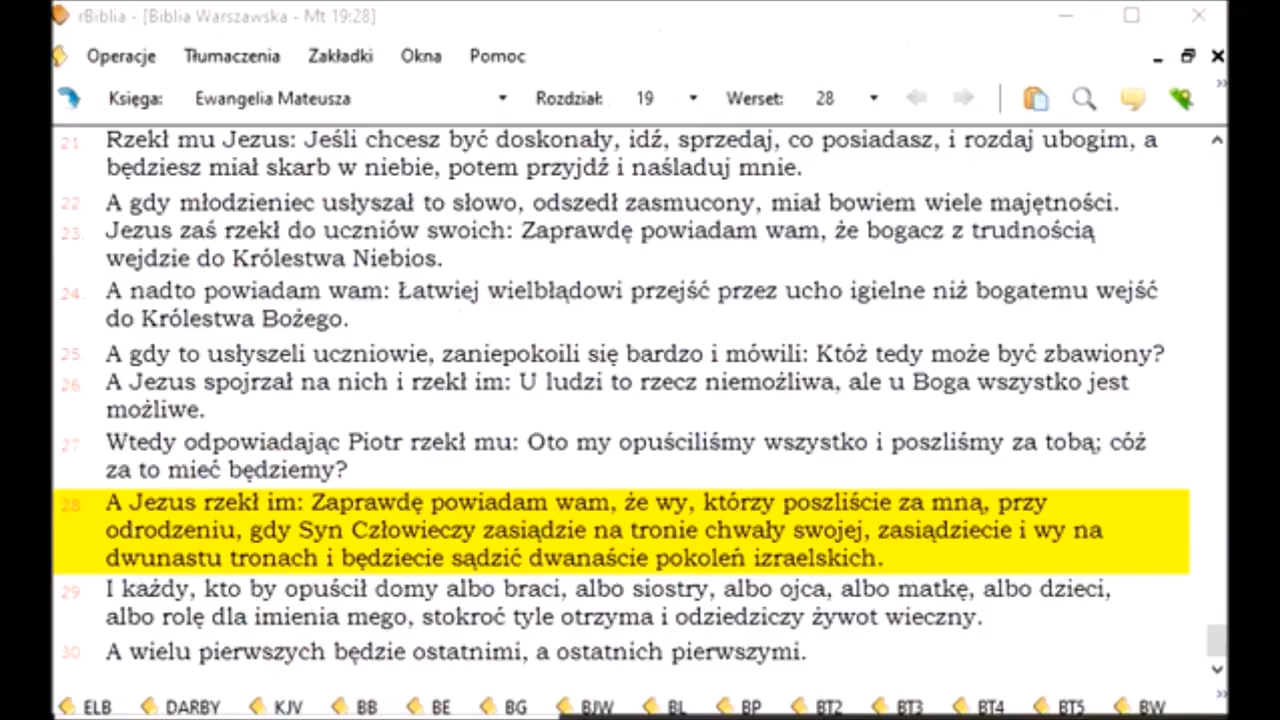 rBiblia - [Biblia Warszawska - Mt 19:28]
Operacje Tłumaczenia Zakładki Okna Pomoc
Księga: Ewangelia Mateusza Rozdział: 19 Werset: 28
21. Rzekł mu Jezus: Jeśli chcesz być doskonały, idź, sprzedaj, co posiadasz, i rozdaj ubogim, a
będziesz miał skarb w niebie, potem przyjdź i naśladuj mnie.
22. A gdy młodzieniec usłyszał to słowo, odszedł zasmucony, miał bowiem wiele majętności.
23. Jezus zaś rzekł do uczniów swoich: Zaprawdę powiadam wam, że bogacz z trudnością
wejdzie do Królestwa Niebios.
24. A nadto powiadam wam: Łatwiej wielbłądowi przejść przez ucho igielne niż bogatemu wejść
do Królestwa Bożego.
25. A gdy to usłyszeli uczniowie, zaniepokoili się bardzo i mówili: Któż tedy może być zbawiony?
26. A Jezus spojrzał na nich i rzekł im: U ludzi to rzecz niemożliwa, ale u Boga wszystko jest
możliwe.
27. Wtedy odpowiadając Piotr rzekł mu: Oto my opuściliśmy wszystko i poszliśmy za tobą; cóż
za to mieć będziemy?
28. A Jezus rzekł im: Zaprawdę powiadam wam, że wy, którzy poszliście za mną, przy
odrodzeniu, gdy Syn Człowieczy zasiądzie na tronie chwały swojej, zasiądziecie i wy na
dwunastu tronach i będziecie sądzić dwanaście pokoleń izraelskich.
29. I każdy, kto by opuścił domy albo braci, albo siostry, albo ojca, albo matkę, albo dzieci,
albo rolę dla imienia mego, stokroć tyle otrzyma i odziedziczy żywot wieczny.
30. A wielu pierwszych będzie ostatnimi, a ostatnich pierwszymi.
ELB DARBY KJV BB BE BG BJW BL BP BT2 BT3 BT4 BT5 BW